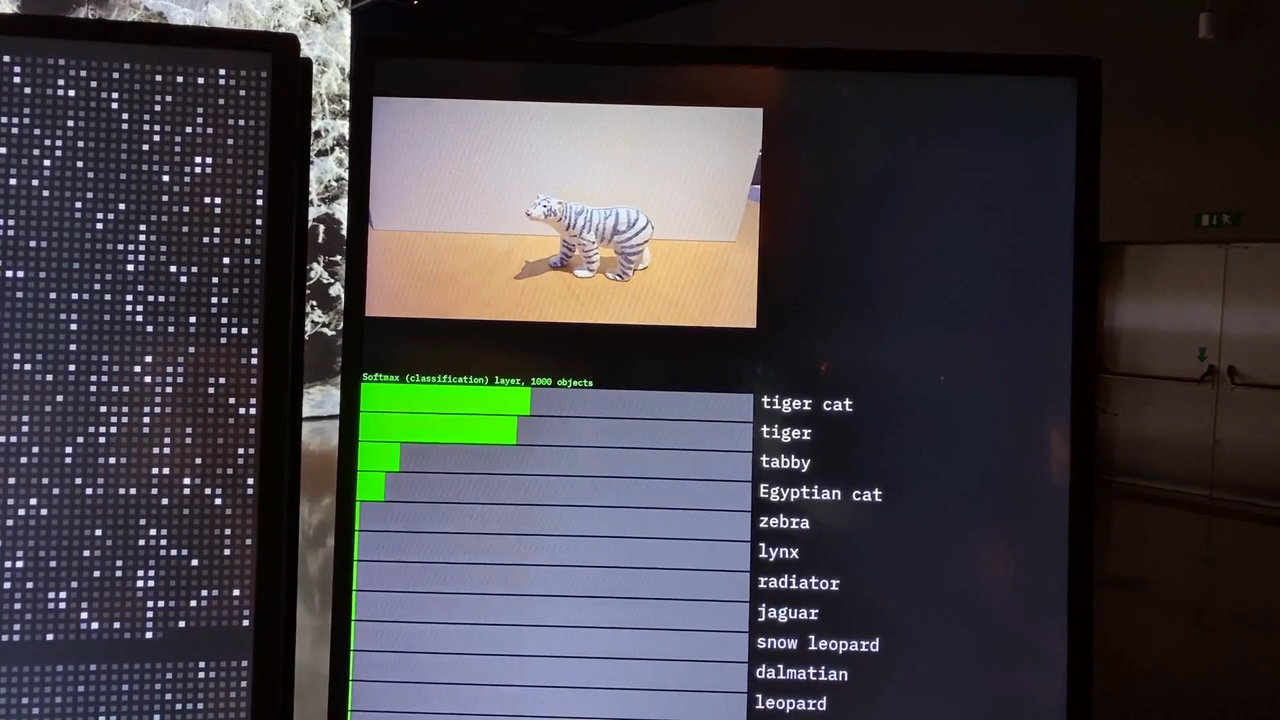 Softmax (classification) layer, 1000 objects
tiger cat
tiger
tabby
Egyptian cat
zebra
lynx
radiator
jaguar
snow leopard
dalmatian
leopard